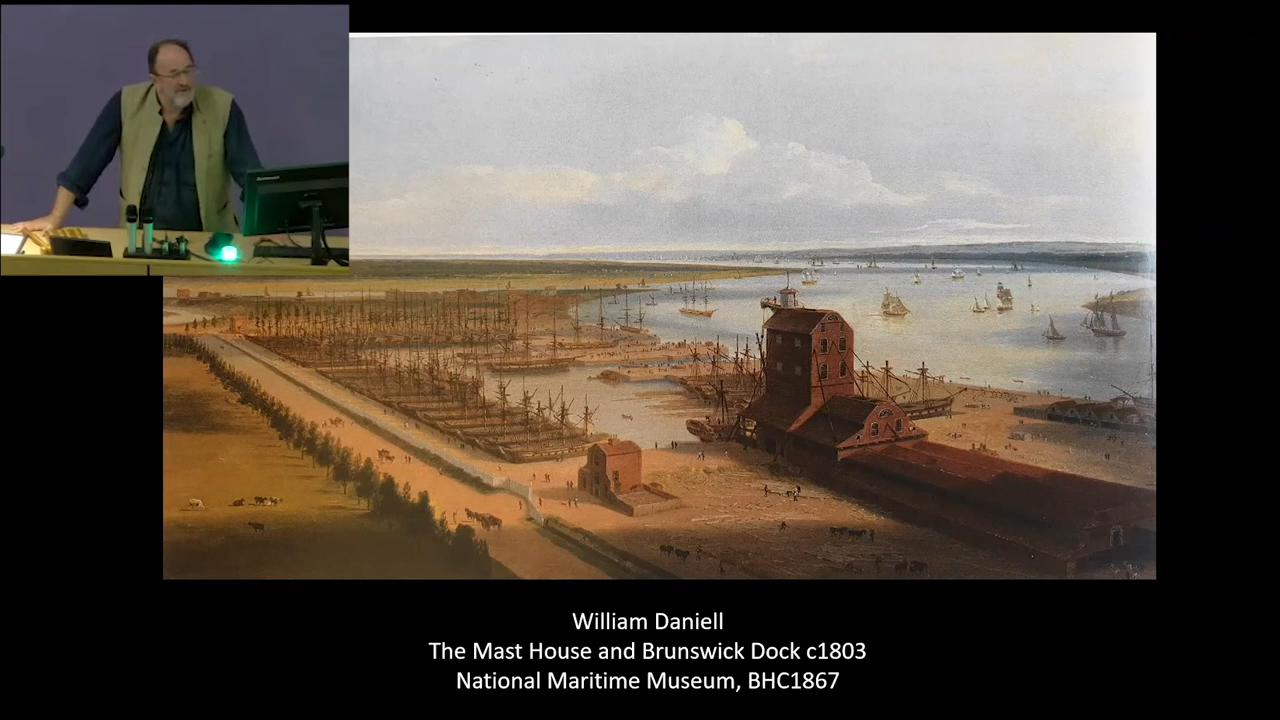 William Daniell
The Mast House and Brunswick Dock c1803
National Maritime Museum, BHC1867